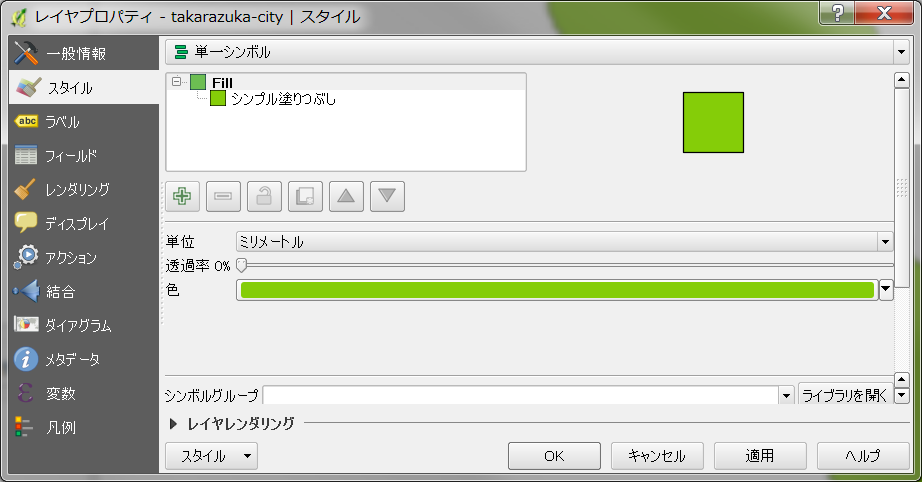 レイヤプロパティ - takarazuka-city | スタイル
一般情報
スタイル
abc ラベル
フィールド
レンダリング
ディスプレイ
アクション
結合
ダイアグラム
メタデータ
変数
凡例
単一シンボル
Fill
シンプル塗りつぶし
単位 ミリメートル
透過率 0%
色
シンボルグループ ライブラリを開く
レイヤレンダリング
スタイル OK キャンセル 適用 ヘルプ